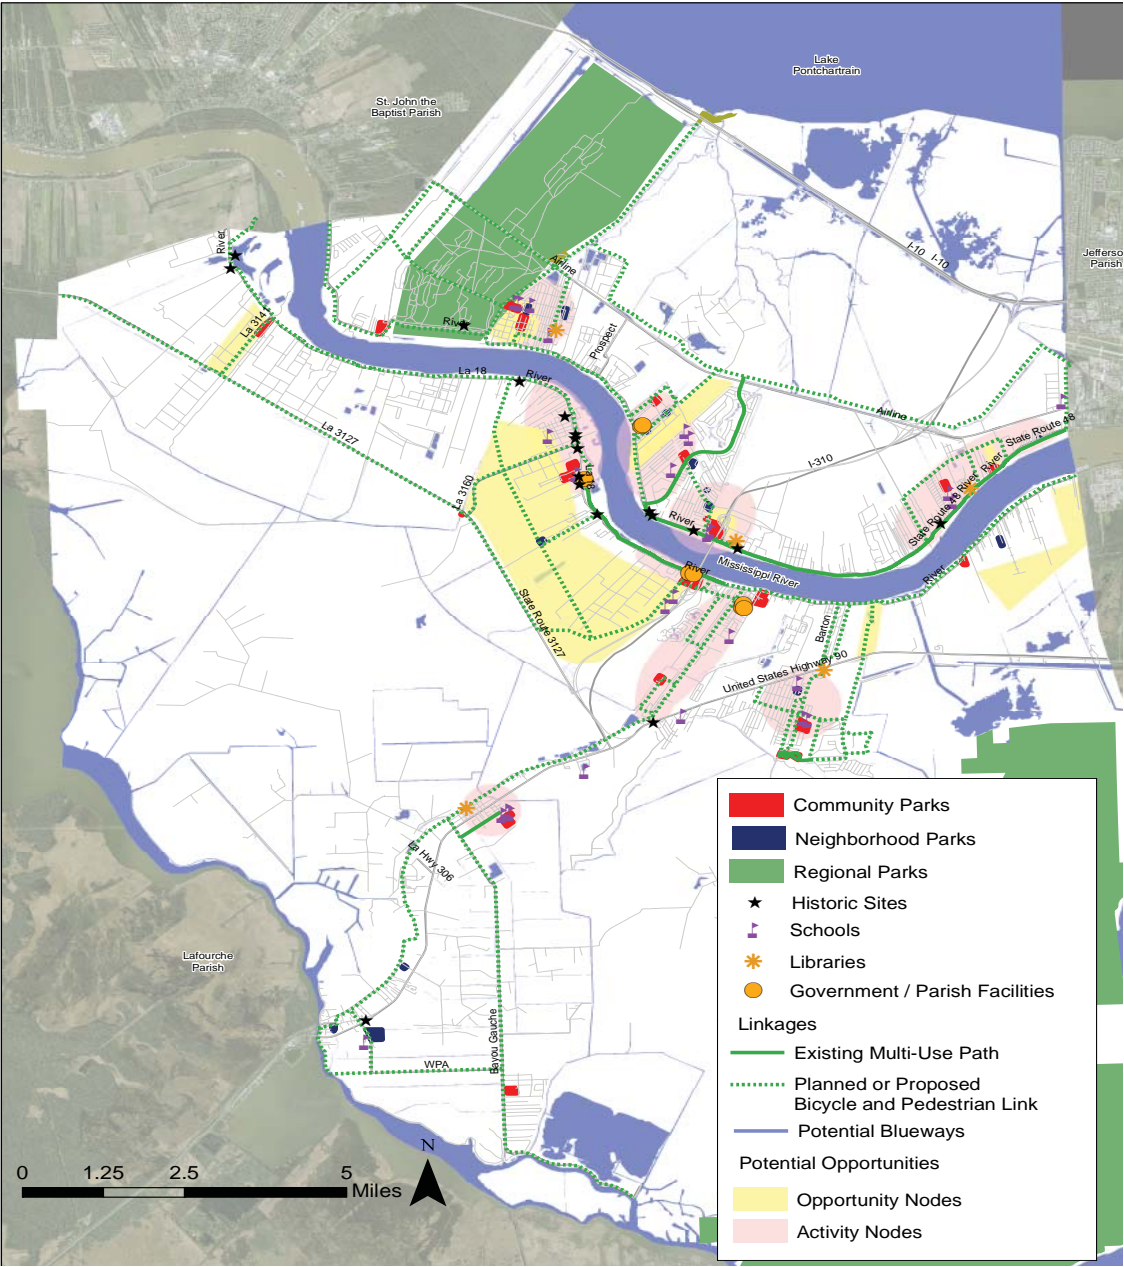 Lake
Pontchartrain
St. John the
Baptist Parish
River
I-10
I-10
Jefferso
Parish
Airline
La 3141
River
Prospect
La 18
River
Airline
La 3127
State Route 48
La 3160
La 18
I-310
River
River
State Route 48
River
River
Mississippi River
River
State Route 3127
Barton
United States Highway 90
La Hwy 306
Lafourche
Parish
Bayou Gauche
WPA
N
0 1.25 2.5 5
Miles
Community Parks
Neighborhood Parks
Regional Parks
Historic Sites
Schools
Libraries
Government / Parish Facilities
Linkages
Existing Multi-Use Path
Planned or Proposed
Bicycle and Pedestrian Link
Potential Blueways
Potential Opportunities
Opportunity Nodes
Activity Nodes